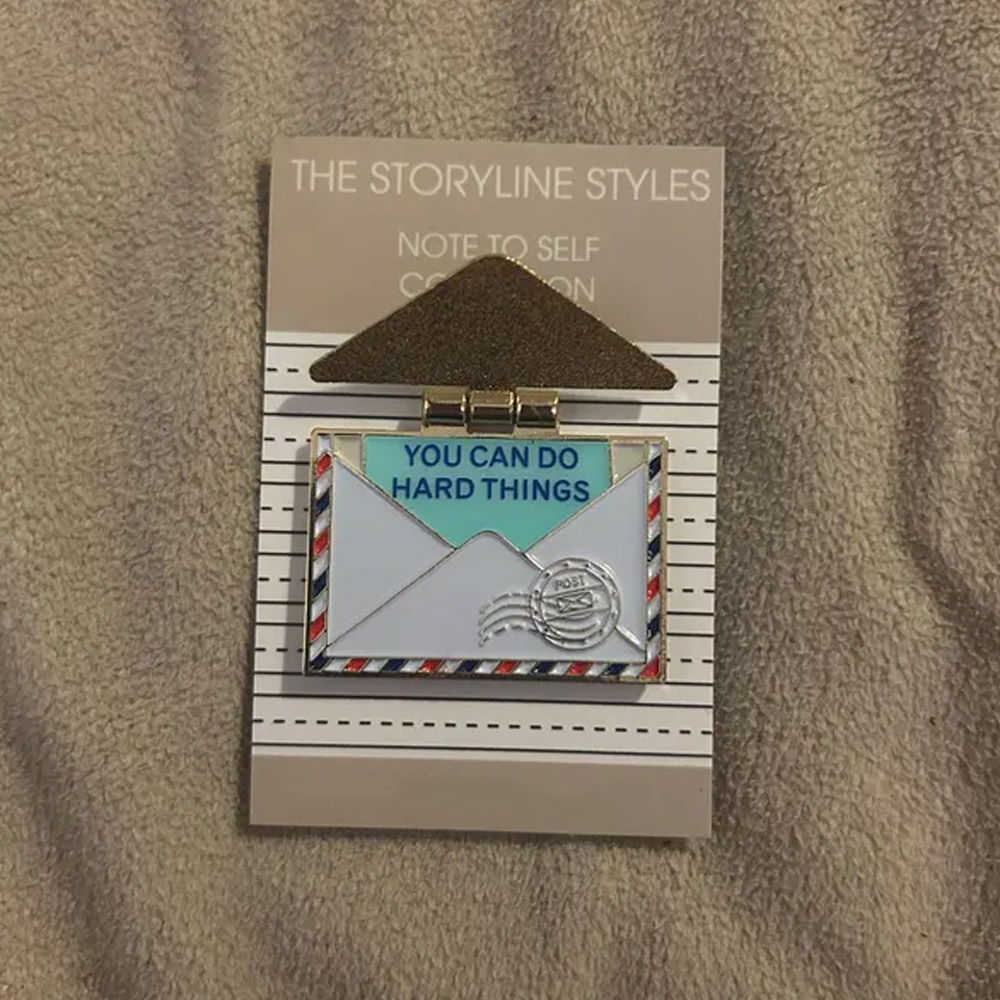 THE STORYLINE STYLES
NOTE TO SELF
YOU CAN DO
HARD THINGS
POST